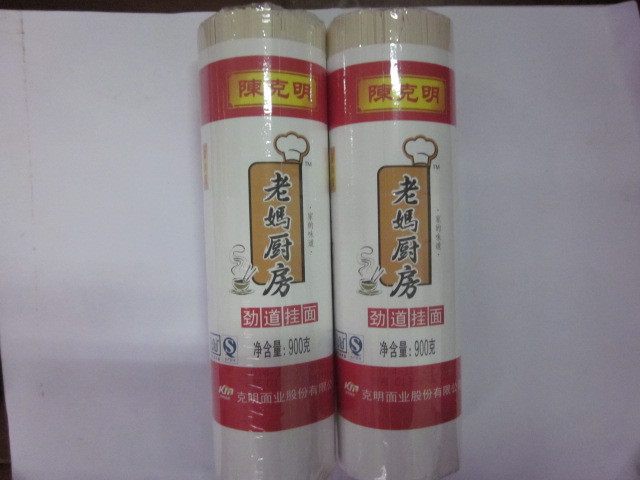 陳克明
老媽厨房
TM
·家的味道·
劲道挂面
净含量: 900克
克明面业股份有限公
陳克明
老媽厨房
TM
·家的味道·
劲道挂面
净含量: 900克
克明面业股份有限公